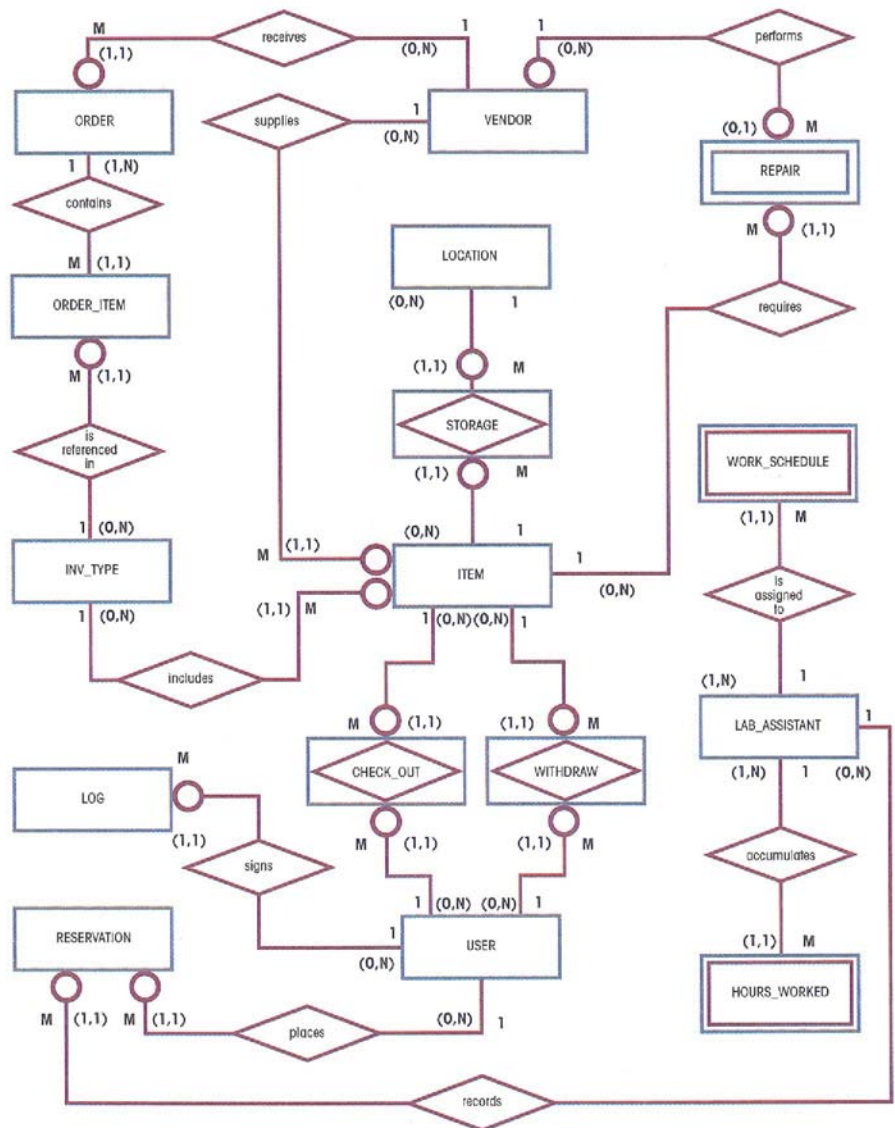 M
1
1
receives
performs
(1,1)
(0,N)
(0,N)
ORDER
supplies
1
(0,N)
VENDOR
(0,1)
M
1
(1,N)
REPAIR
contains
M
(1,1)
LOCATION
M
(1,1)
(0,N)
1
ORDER_ITEM
requires
M
(1,1)
(1,1)
M
STORAGE
is
referenced
in
WORK_SCHEDULE
(1,1)
M
(1,1)
M
1
(0,N)
(0,N)
1
M
(1,1)
1
INV_TYPE
ITEM
(0,N)
Is
assigned
to
1
(0,N)
(1,1)
M
1
(0,N)
(0,N)
1
includes
(1,N)
1
M
(1,1)
(1,1)
M
LAB_ASSISTANT
1
M
CHECK_OUT
WITHDRAW
(1,N)
1
(0,N)
LOG
(1,1)
M
(1,1)
(1,1)
M
signs
accumulates
1
(0,N)
(0,N)
1
RESERVATION
1
(0,N)
USER
(1,1)
M
HOURS_WORKED
M
(1,1)
M
(1,1)
places
(0,N)
1
records